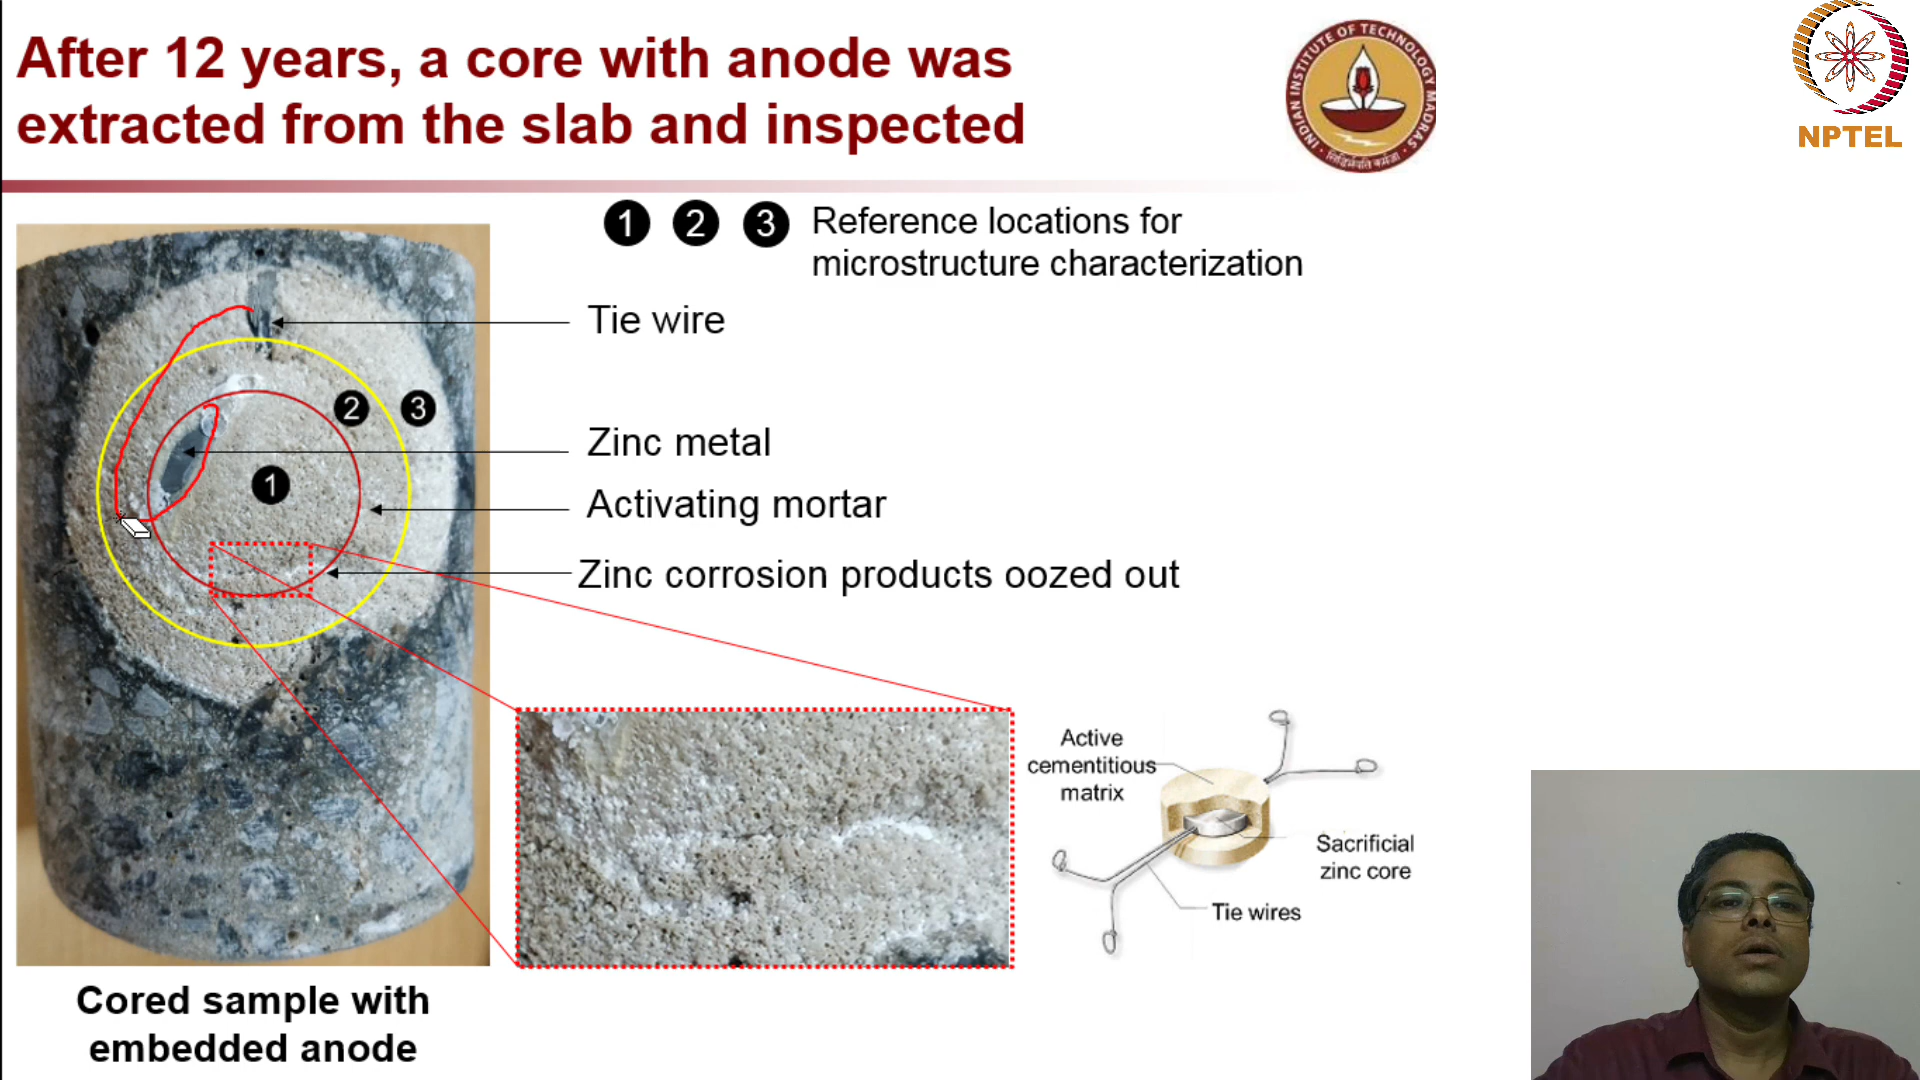 After 12 years, a core with anode was
extracted from the slab and inspected
INDIAN INSTITUTE OF TECHNOLOGY MADRAS
NPTEL
1 2 3 Reference locations for
microstructure characterization
Tie wire
2 3
Zinc metal
1
Activating mortar
Zinc corrosion products oozed out
Active
cementitious
matrix
Sacrificial
zinc core
Tie wires
Cored sample with
embedded anode